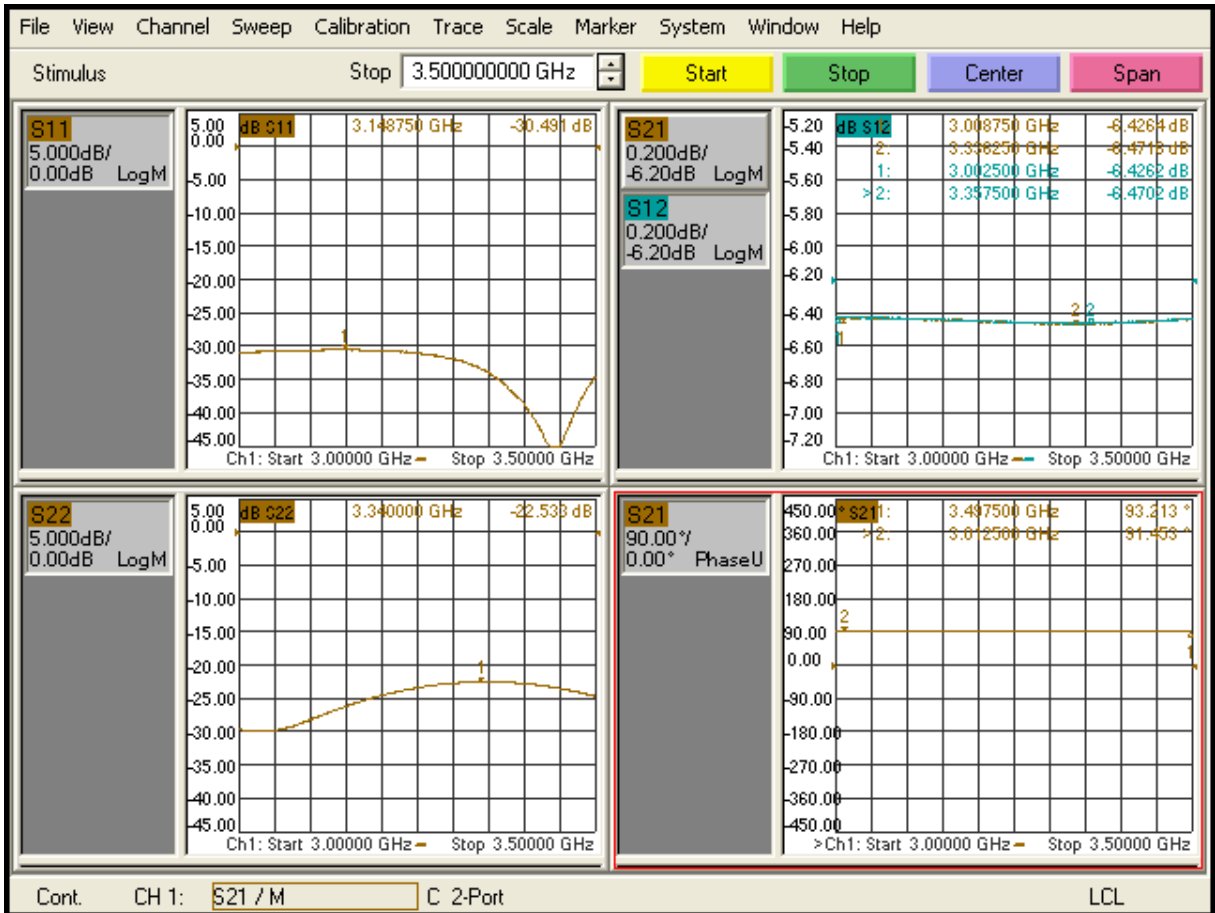 File View Channel Sweep Calibration Trace Scale Marker System Window Help
Stimulus Stop 3.500000000 GHz Start Stop Center Span
S11
5.000dB/
0.00dB LogM
5.00
0.00
-5.00
-10.00
-15.00
-20.00
-25.00
-30.00
-35.00
-40.00
-45.00
dB S11 3.148750 GHz -30.491 dB
1
Ch1: Start 3.00000 GHz Stop 3.50000 GHz
S21
0.200dB/
-6.20dB LogM
S12
0.200dB/
-6.20dB LogM
-5.20
-5.40
-5.60
-5.80
-6.00
-6.20
-6.40
-6.60
-6.80
-7.00
-7.20
dB S12 3.008750 GHz -6.4264 dB
2: 3.336250 GHz -6.4718 dB
1: 3.002500 GHz -6.4262 dB
>2: 3.357500 GHz -6.4702 dB
2 2
1
Ch1: Start 3.00000 GHz Stop 3.50000 GHz
S22
5.000dB/
0.00dB LogM
5.00
0.00
-5.00
-10.00
-15.00
-20.00
-25.00
-30.00
-35.00
-40.00
-45.00
dB S22 3.340000 GHz -22.533 dB
1
Ch1: Start 3.00000 GHz Stop 3.50000 GHz
S21
90.00°/
0.00° PhaseU
450.00
360.00
270.00
180.00
90.00
0.00
-90.00
-180.00
-270.00
-360.00
-450.00
° S21 1: 3.497500 GHz 93.213 °
>2: 3.012500 GHz 91.453 °
2
1
>Ch1: Start 3.00000 GHz Stop 3.50000 GHz
Cont. CH 1: S21 / M C 2-Port LCL